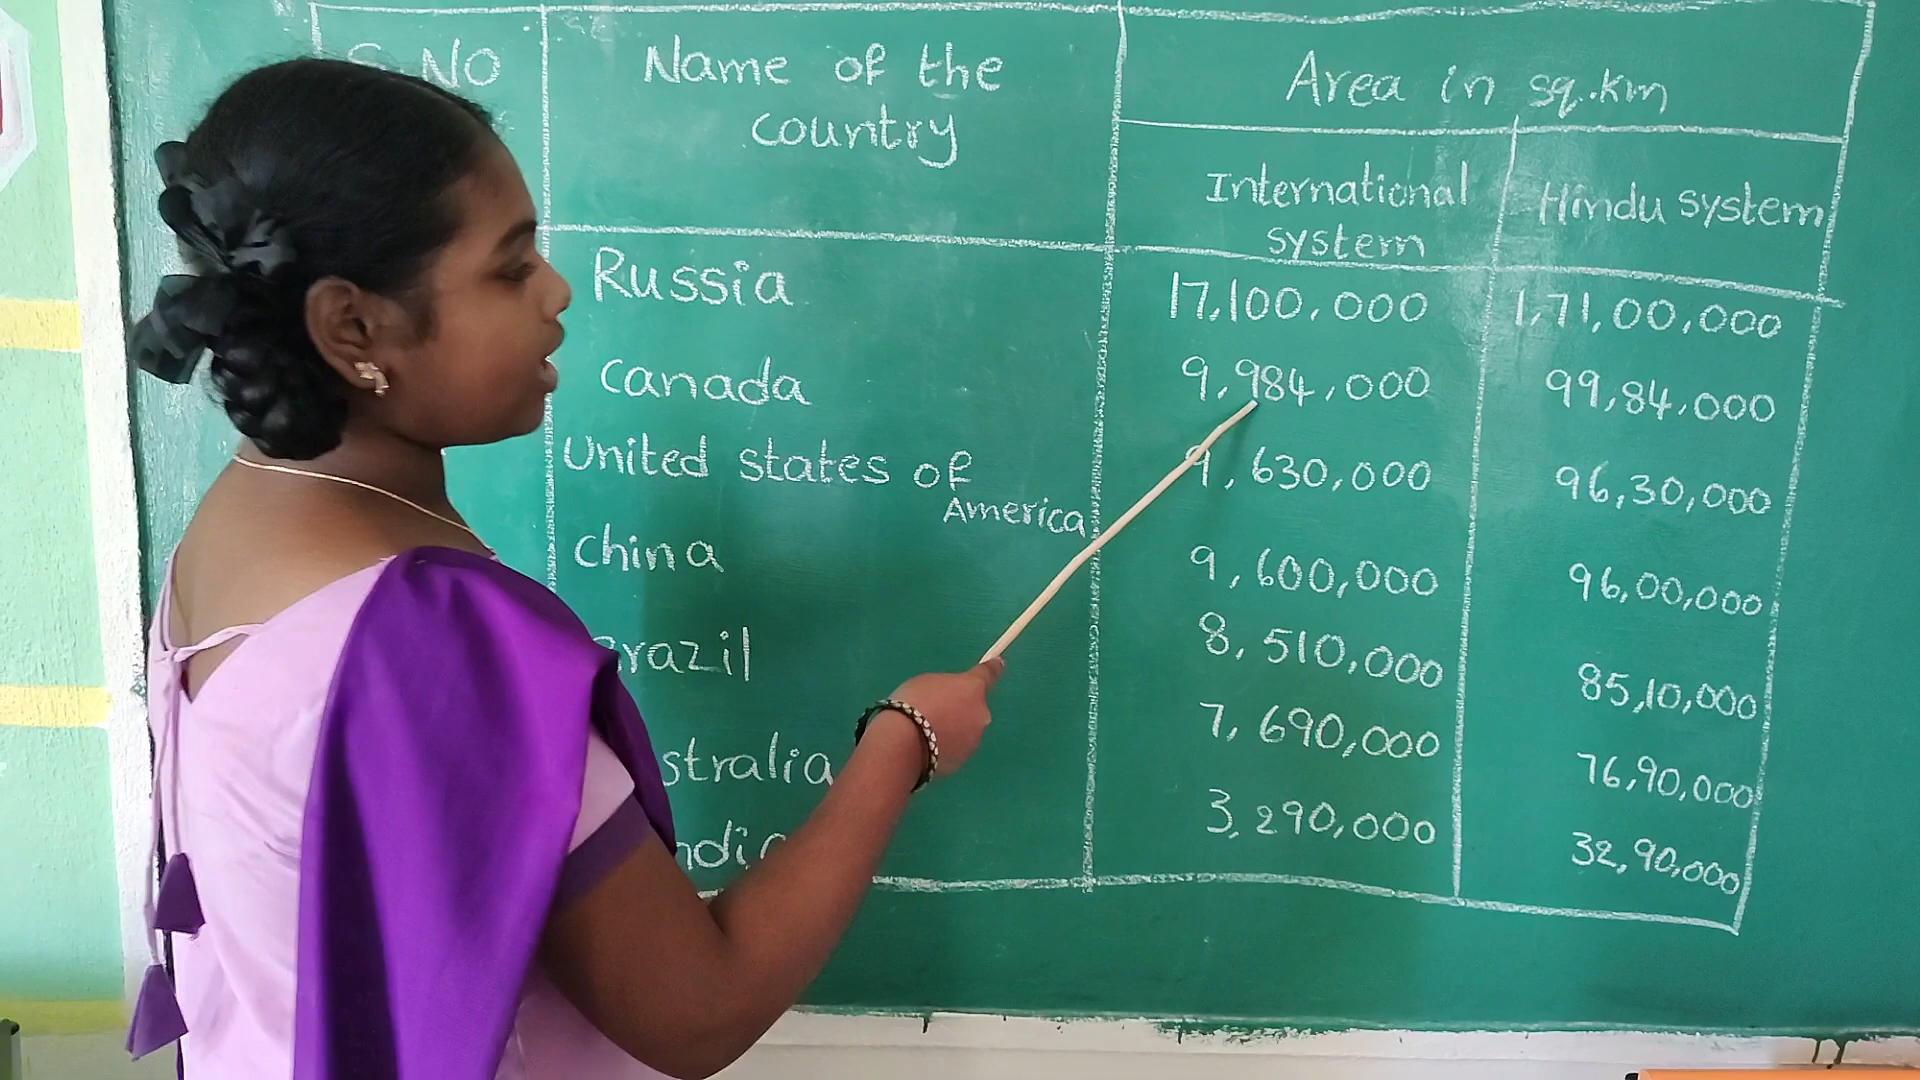 S.NO
Name of the
country
Area in sq.km
International
system
Hindu system
Russia 17,100,000 1,71,00,000
Canada 9,984,000 99,84,000
United states of
America
9,630,000 96,30,000
China 9,600,000 96,00,000
Brazil 8,510,000 85,10,000
stralia 7,690,000 76,90,000
ndia 3,290,000 32,90,000